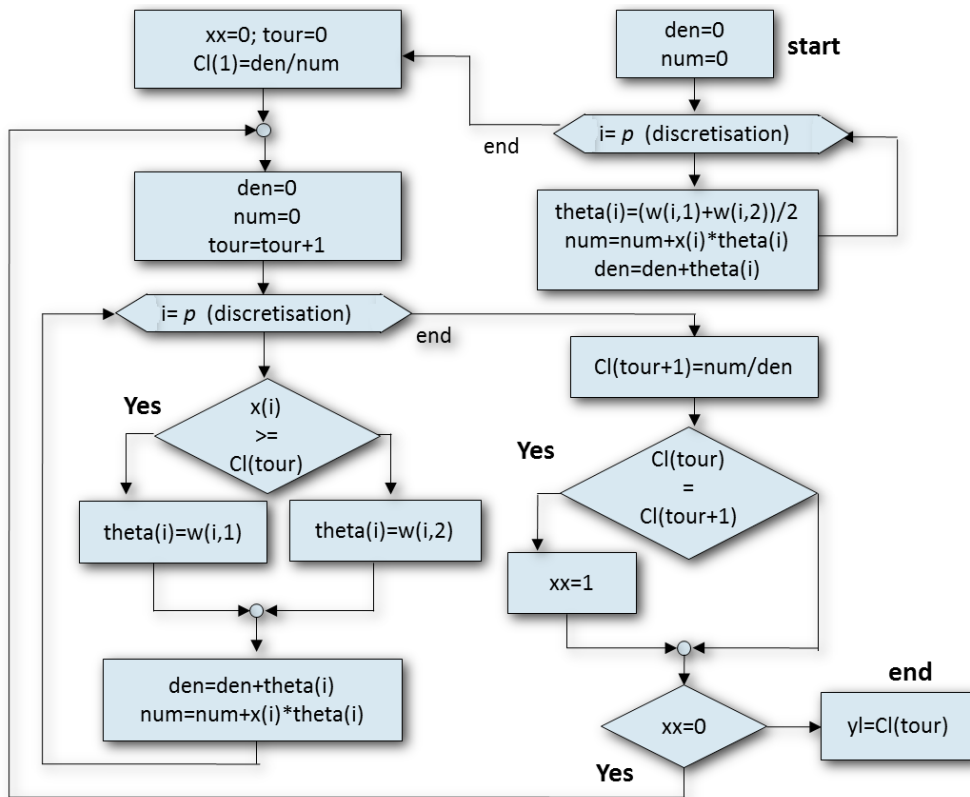 den=0
num=0
start
i= p (discretisation)
end
theta(i)=(w(i,1)+w(i,2))/2
num=num+x(i)*theta(i)
den=den+theta(i)
xx=0; tour=0
Cl(1)=den/num
den=0
num=0
tour=tour+1
i= p (discretisation)
end
Yes
x(i)
>=
Cl(tour)
theta(i)=w(i,1)
theta(i)=w(i,2)
den=den+theta(i)
num=num+x(i)*theta(i)
Cl(tour+1)=num/den
Yes
Cl(tour)
=
Cl(tour+1)
xx=1
xx=0
Yes
end
yl=Cl(tour)